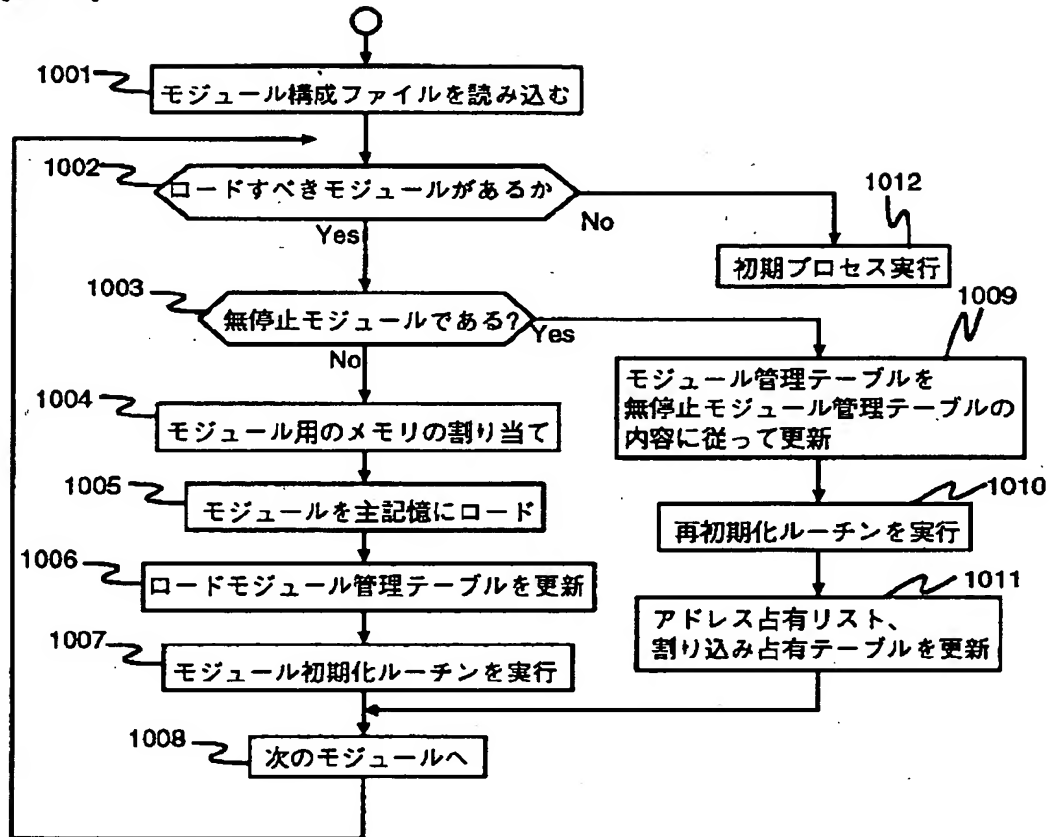 1001
モジュール構成ファイルを読み込む
1002
ロードすべきモジュールがあるか
Yes
No
1012
初期プロセス実行
1003
無停止モジュールである?
Yes
No
1009
モジュール管理テーブルを
無停止モジュール管理テーブルの
内容に従って更新
1004
モジュール用のメモリの割り当て
1005
モジュールを主記憶にロード
1010
再初期化ルーチンを実行
1006
ロードモジュール管理テーブルを更新
1011
アドレス占有リスト、
割り込み占有テーブルを更新
1007
モジュール初期化ルーチンを実行
1008
次のモジュールへ